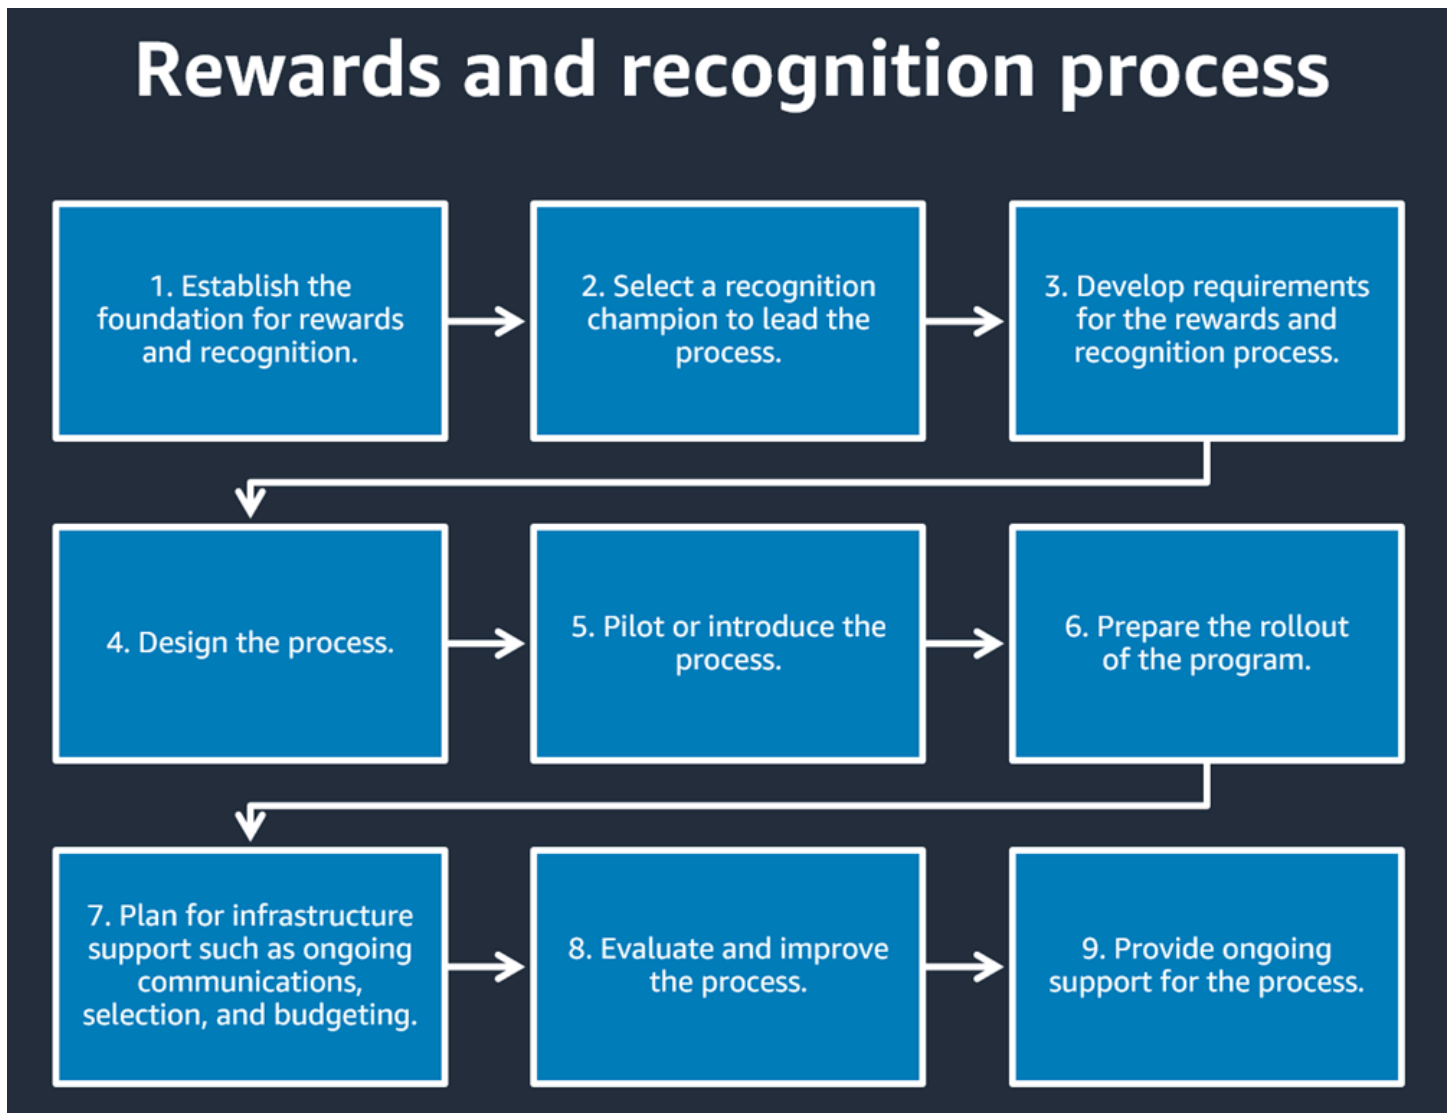 Rewards and recognition process
1. Establish the
foundation for rewards
and recognition.
2. Select a recognition
champion to lead the
process.
3. Develop requirements
for the rewards and
recognition process.
4. Design the process.
5. Pilot or introduce the
process.
6. Prepare the rollout
of the program.
7. Plan for infrastructure
support such as ongoing
communications,
selection, and budgeting.
8. Evaluate and improve
the process.
9. Provide ongoing
support for the process.